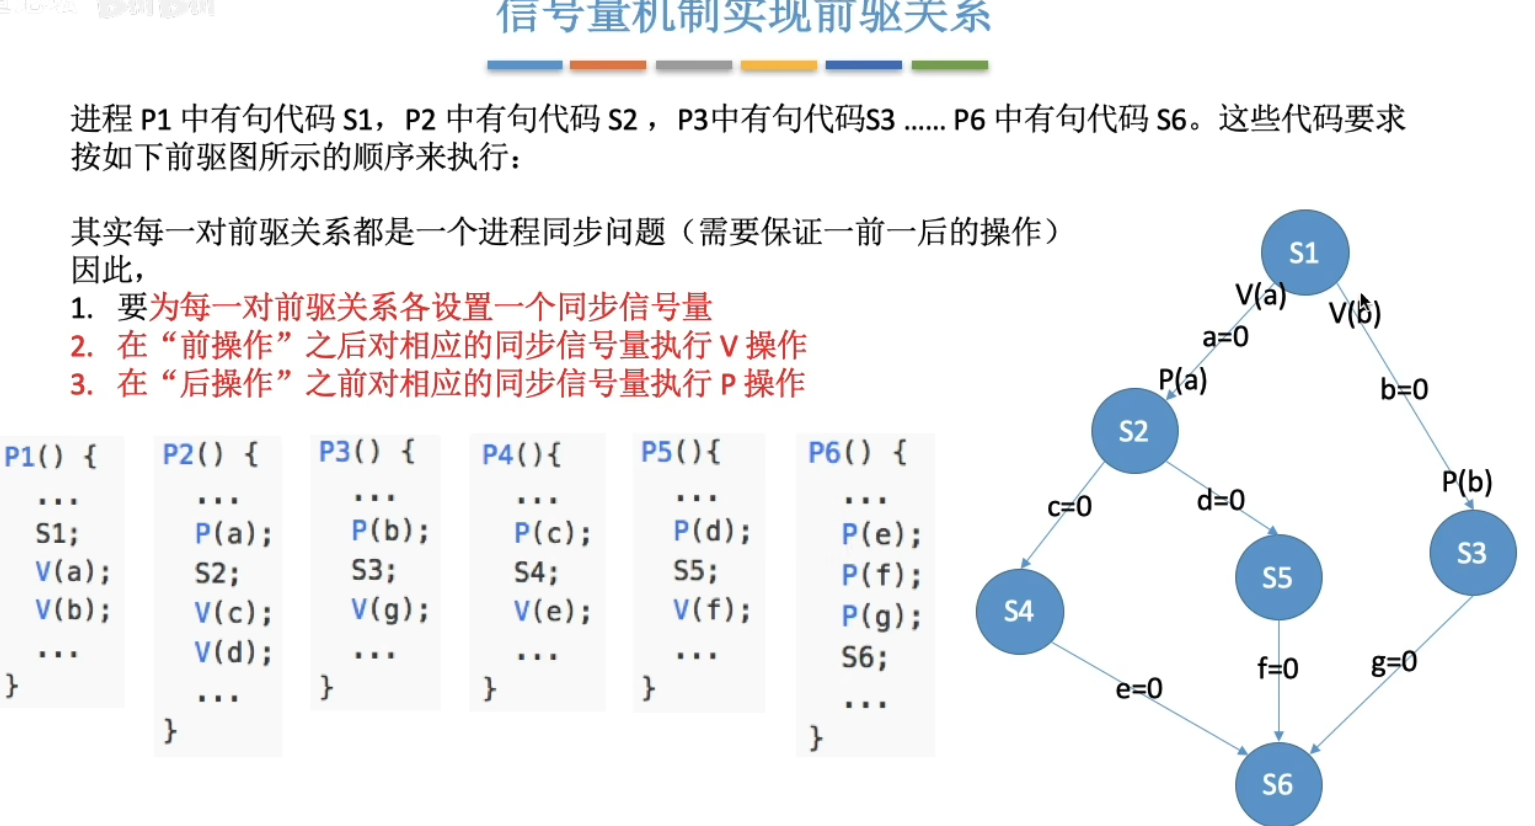 信号量机制实现前驱关系
进程 P1 中有句代码 S1，P2 中有句代码 S2 ，P3中有句代码S3 ...... P6 中有句代码 S6。这些代码要求
按如下前驱图所示的顺序来执行：
其实每一对前驱关系都是一个进程同步问题（需要保证一前一后的操作）
因此，
1. 要为每一对前驱关系各设置一个同步信号量
2. 在“前操作”之后对相应的同步信号量执行 V 操作
3. 在“后操作”之前对相应的同步信号量执行 P 操作
P1() {
...
S1;
V(a);
V(b);
...
}
P2() {
...
P(a);
S2;
V(c);
V(d);
...
}
P3() {
...
P(b);
S3;
V(g);
...
}
P4(){
...
P(c);
S4;
V(e);
...
}
P5(){
...
P(d);
S5;
V(f);
...
}
P6() {
...
P(e);
P(f);
P(g);
S6;
...
}
S1
V(a)
V(b)
a=0
P(a)
b=0
S2
P(b)
c=0
d=0
S3
S5
S4
f=0
g=0
e=0
S6